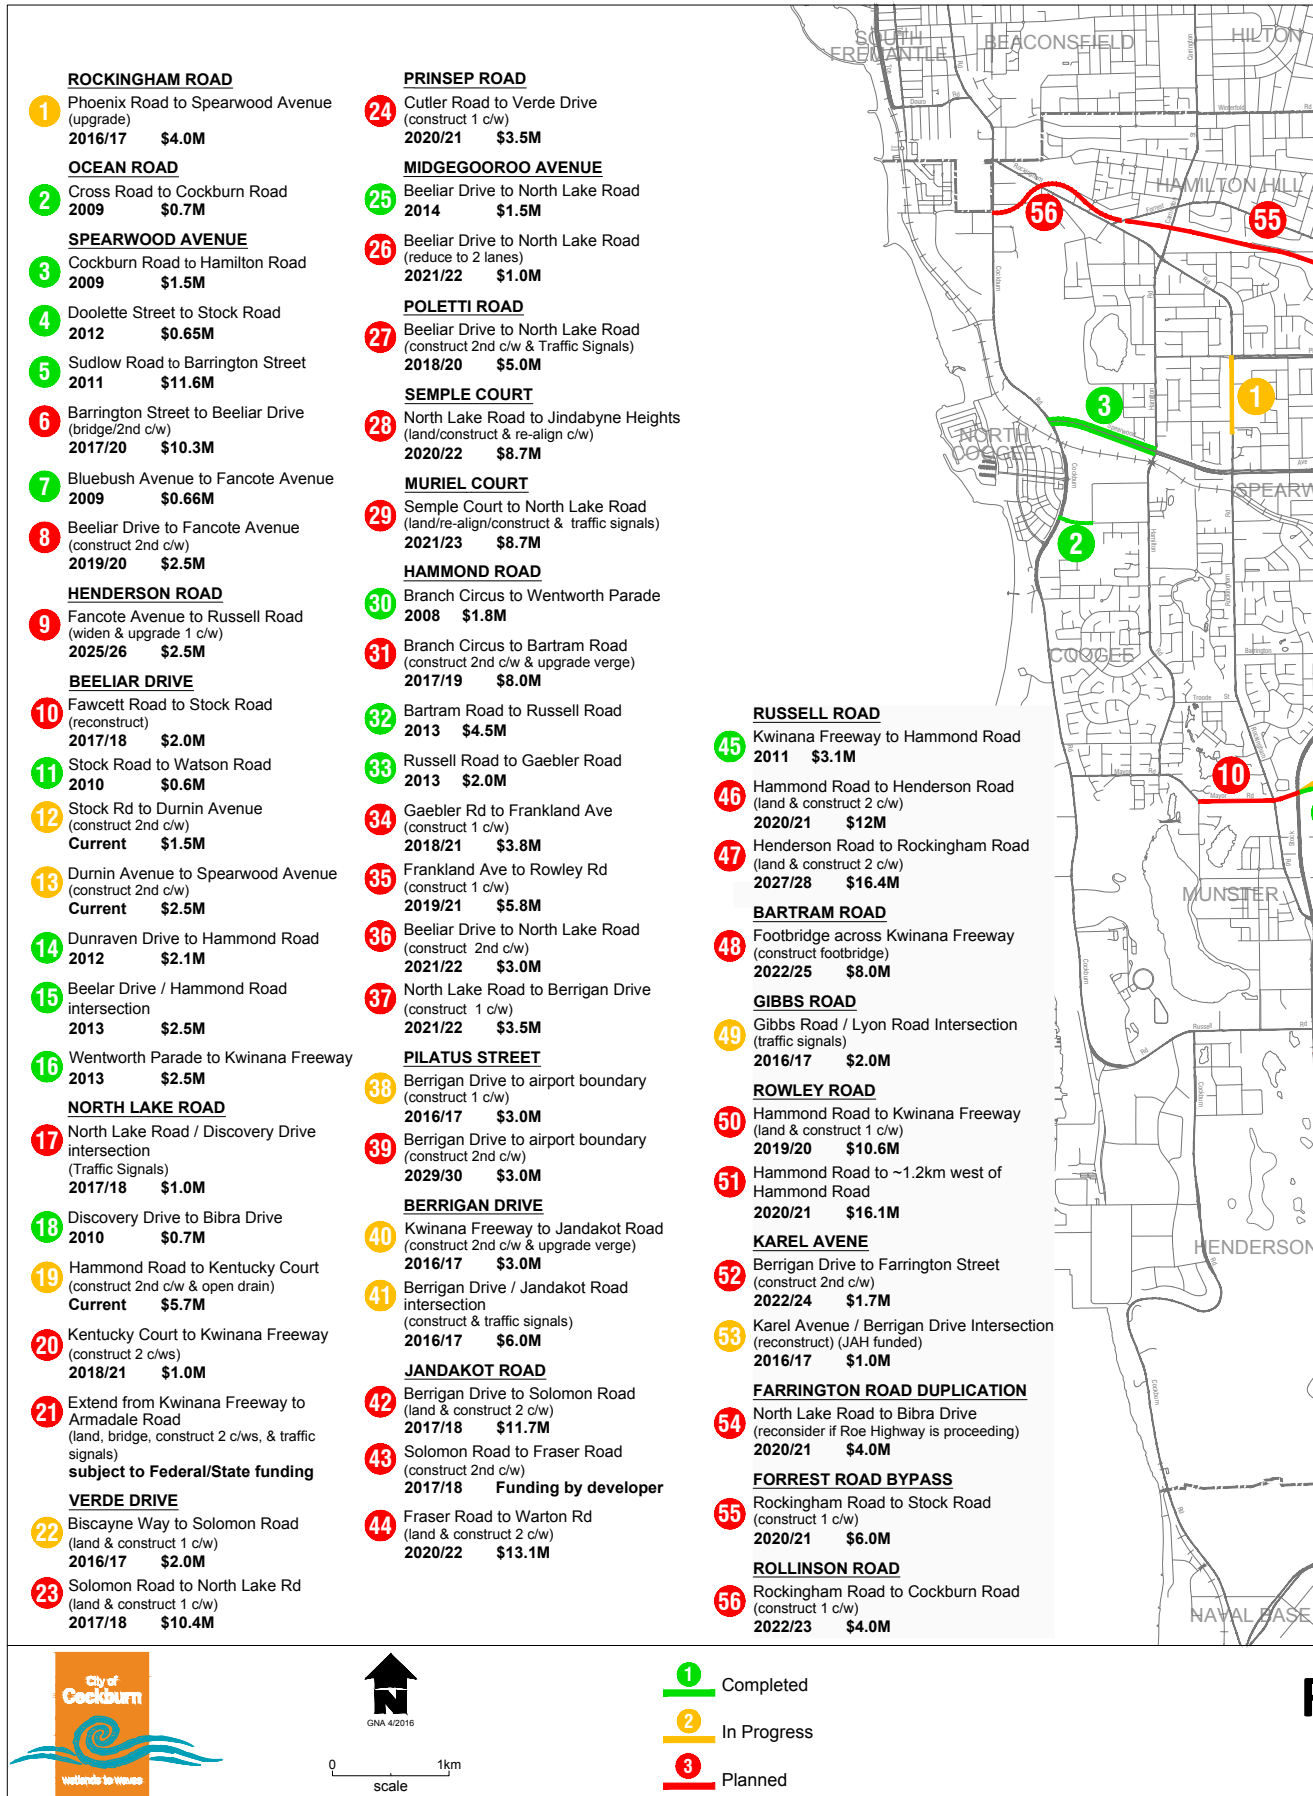 ROCKINGHAM ROAD
1 Phoenix Road to Spearwood Avenue
(upgrade)
2016/17 $4.0M
OCEAN ROAD
2 Cross Road to Cockburn Road
2009 $0.7M
SPEARWOOD AVENUE
3 Cockburn Road to Hamilton Road
2009 $1.5M
4 Doolette Street to Stock Road
2012 $0.65M
5 Sudlow Road to Barrington Street
2011 $11.6M
6 Barrington Street to Beeliar Drive
(bridge/2nd c/w)
2017/20 $10.3M
7 Bluebush Avenue to Fancote Avenue
2009 $0.66M
8 Beeliar Drive to Fancote Avenue
(construct 2nd c/w)
2019/20 $2.5M
HENDERSON ROAD
9 Fancote Avenue to Russell Road
(widen & upgrade 1 c/w)
2025/26 $2.5M
BEELIAR DRIVE
10 Fawcett Road to Stock Road
(reconstruct)
2017/18 $2.0M
11 Stock Road to Watson Road
2010 $0.6M
12 Stock Rd to Durnin Avenue
(construct 2nd c/w)
Current $1.5M
13 Durnin Avenue to Spearwood Avenue
(construct 2nd c/w)
Current $2.5M
14 Dunraven Drive to Hammond Road
2012 $2.1M
15 Beelar Drive / Hammond Road
intersection
2013 $2.5M
16 Wentworth Parade to Kwinana Freeway
2013 $2.5M
NORTH LAKE ROAD
17 North Lake Road / Discovery Drive
intersection
(Traffic Signals)
2017/18 $1.0M
18 Discovery Drive to Bibra Drive
2010 $0.7M
19 Hammond Road to Kentucky Court
(construct 2nd c/w & open drain)
Current $5.7M
20 Kentucky Court to Kwinana Freeway
(construct 2 c/ws)
2018/21 $1.0M
21 Extend from Kwinana Freeway to
Armadale Road
(land, bridge, construct 2 c/ws, & traffic
signals)
subject to Federal/State funding
VERDE DRIVE
22 Biscayne Way to Solomon Road
(land & construct 1 c/w)
2016/17 $2.0M
23 Solomon Road to North Lake Rd
(land & construct 1 c/w)
2017/18 $10.4M
PRINSEP ROAD
24 Cutler Road to Verde Drive
(construct 1 c/w)
2020/21 $3.5M
MIDGEGOOROO AVENUE
25 Beeliar Drive to North Lake Road
2014 $1.5M
26 Beeliar Drive to North Lake Road
(reduce to 2 lanes)
2021/22 $1.0M
POLETTI ROAD
27 Beeliar Drive to North Lake Road
(construct 2nd c/w & Traffic Signals)
2018/20 $5.0M
SEMPLE COURT
28 North Lake Road to Jindabyne Heights
(land/construct & re-align c/w)
2020/22 $8.7M
MURIEL COURT
29 Semple Court to North Lake Road
(land/re-align/construct & traffic signals)
2021/23 $8.7M
HAMMOND ROAD
30 Branch Circus to Wentworth Parade
2008 $1.8M
31 Branch Circus to Bartram Road
(construct 2nd c/w & upgrade verge)
2017/19 $8.0M
32 Bartram Road to Russell Road
2013 $4.5M
33 Russell Road to Gaebler Road
2013 $2.0M
34 Gaebler Rd to Frankland Ave
(construct 1 c/w)
2018/21 $3.8M
35 Frankland Ave to Rowley Rd
(construct 1 c/w)
2019/21 $5.8M
36 Beeliar Drive to North Lake Road
(construct 2nd c/w)
2021/22 $3.0M
37 North Lake Road to Berrigan Drive
(construct 1 c/w)
2021/22 $3.5M
PILATUS STREET
38 Berrigan Drive to airport boundary
(construct 1 c/w)
2016/17 $3.0M
39 Berrigan Drive to airport boundary
(construct 2nd c/w)
2029/30 $3.0M
BERRIGAN DRIVE
40 Kwinana Freeway to Jandakot Road
(construct 2nd c/w & upgrade verge)
2016/17 $3.0M
41 Berrigan Drive / Jandakot Road
intersection
(construct & traffic signals)
2016/17 $6.0M
JANDAKOT ROAD
42 Berrigan Drive to Solomon Road
(land & construct 2 c/w)
2017/18 $11.7M
43 Solomon Road to Fraser Road
(construct 2nd c/w)
2017/18 Funding by developer
44 Fraser Road to Warton Rd
(land & construct 2 c/w)
2020/22 $13.1M
RUSSELL ROAD
45 Kwinana Freeway to Hammond Road
2011 $3.1M
46 Hammond Road to Henderson Road
(land & construct 2 c/w)
2020/21 $12M
47 Henderson Road to Rockingham Road
(land & construct 2 c/w)
2027/28 $16.4M
BARTRAM ROAD
48 Footbridge across Kwinana Freeway
(construct footbridge)
2022/25 $8.0M
GIBBS ROAD
49 Gibbs Road / Lyon Road Intersection
(traffic signals)
2016/17 $2.0M
ROWLEY ROAD
50 Hammond Road to Kwinana Freeway
(land & construct 1 c/w)
2019/20 $10.6M
51 Hammond Road to ~1.2km west of
Hammond Road
2020/21 $16.1M
KAREL AVENE
52 Berrigan Drive to Farrington Street
(construct 2nd c/w)
2022/24 $1.7M
53 Karel Avenue / Berrigan Drive Intersection
(reconstruct) (JAH funded)
2016/17 $1.0M
FARRINGTON ROAD DUPLICATION
54 North Lake Road to Bibra Drive
(reconsider if Roe Highway is proceeding)
2020/21 $4.0M
FORREST ROAD BYPASS
55 Rockingham Road to Stock Road
(construct 1 c/w)
2020/21 $6.0M
ROLLINSON ROAD
56 Rockingham Road to Cockburn Road
(construct 1 c/w)
2022/23 $4.0M
SOUTH
FREMANTLE
BEACONSFIELD
HILTON
Douro Rd
Winterfold Rd
Rockingham
HAMILTON HILL
56
55
Forrest
Cockburn
Rd
1
3
Hamilton
Spearwood
NORTH
COOGEE
Ave
SPEARW
Cockburn
2
Hamilton
Rockingham
Barrington
COOGEE
Troode St
Mayor Rd
10
Mayor Rd
Stock Rd
MUNSTER
Cockburn
Russell Rd
Rd
Cockburn
HENDERSON
Cockburn
Rd
NAVAL BASE
City of
Cockburn
wetlands to waves
N
GNA 4/2016
0 1km
scale
1 Completed
2 In Progress
3 Planned